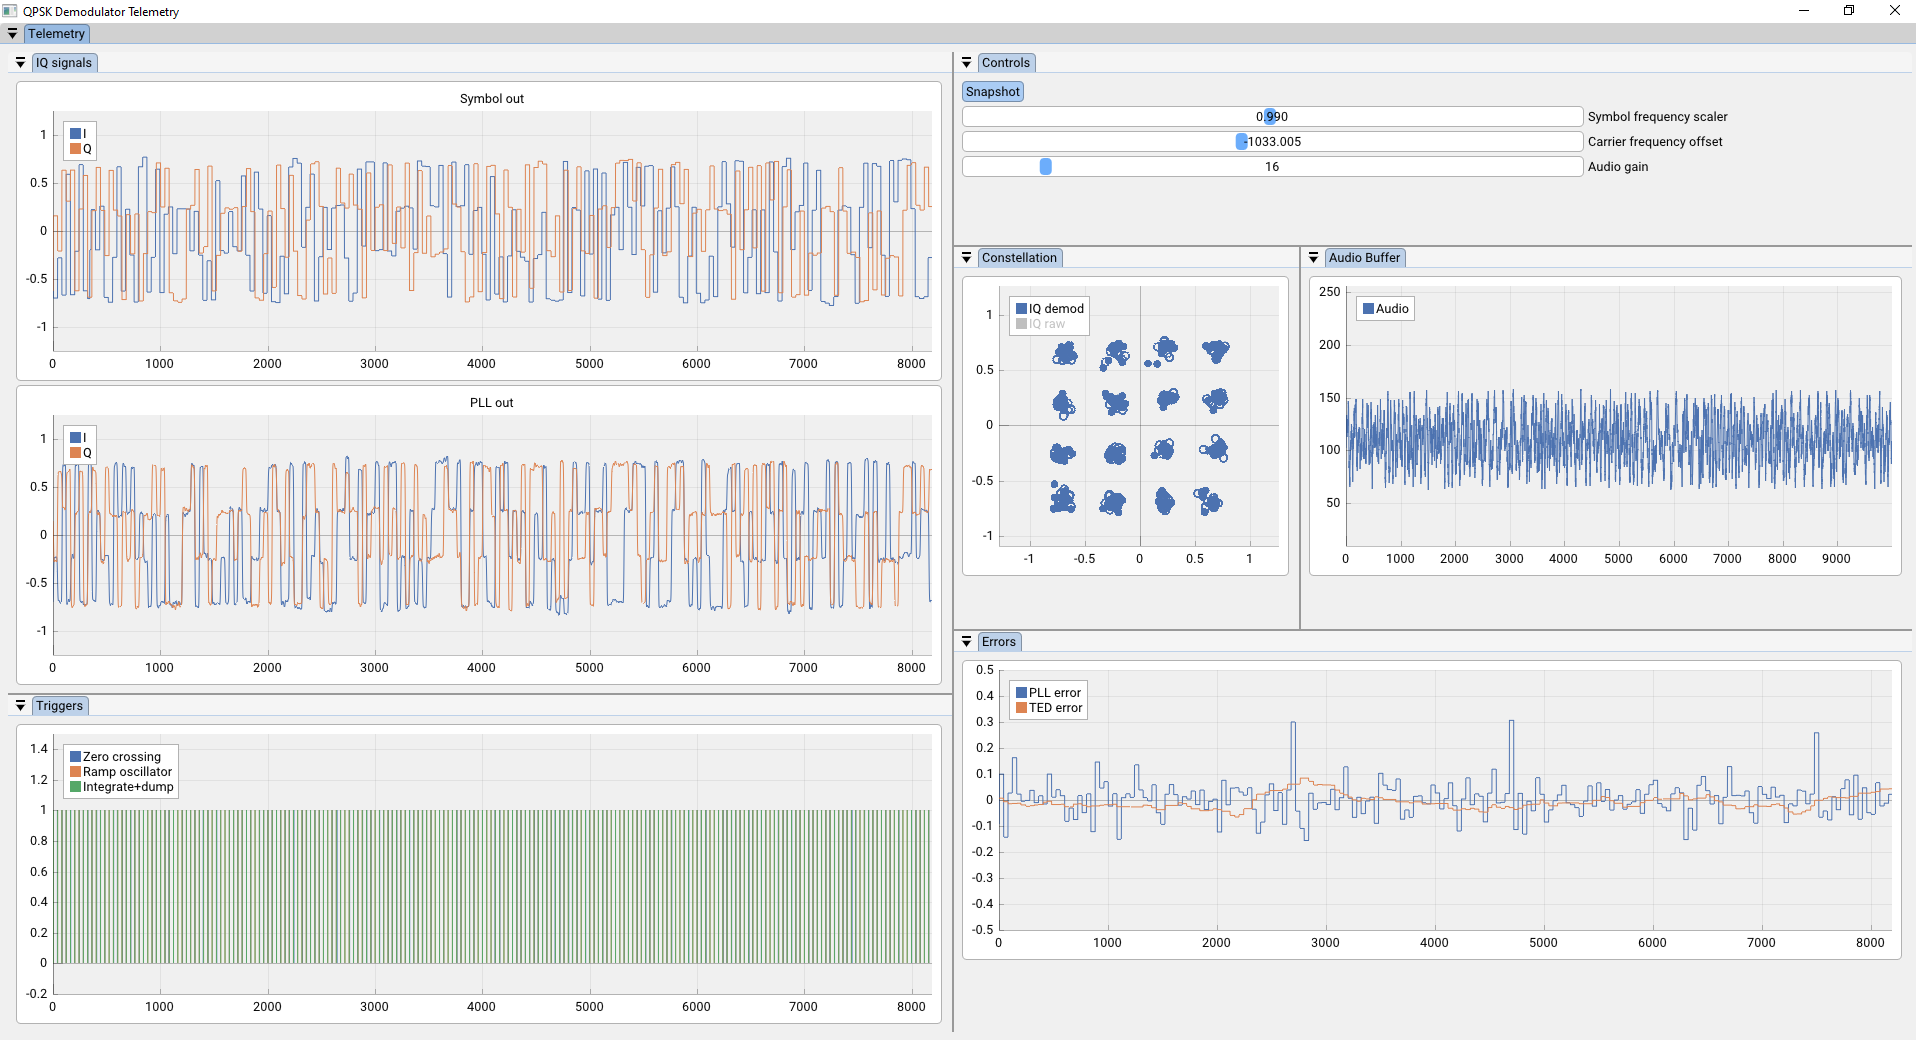 QPSK Demodulator Telemetry
Telemetry
IQ signals
Symbol out
I
Q
1
0.5
0
-0.5
-1
0 1000 2000 3000 4000 5000 6000 7000 8000
PLL out
I
Q
1
0.5
0
-0.5
-1
0 1000 2000 3000 4000 5000 6000 7000 8000
Triggers
Zero crossing
Ramp oscillator
Integrate+dump
1.4
1.2
1
0.8
0.6
0.4
0.2
0
-0.2
0 1000 2000 3000 4000 5000 6000 7000 8000
Controls
Snapshot
0.990 Symbol frequency scaler
-1033.005 Carrier frequency offset
16 Audio gain
Constellation
IQ demod
IQ raw
1
0.5
0
-0.5
-1
-1 -0.5 0 0.5 1
Audio Buffer
Audio
250
200
150
100
50
0 1000 2000 3000 4000 5000 6000 7000 8000 9000
Errors
PLL error
TED error
0.5
0.4
0.3
0.2
0.1
0
-0.1
-0.2
-0.3
-0.4
-0.5
0 1000 2000 3000 4000 5000 6000 7000 8000